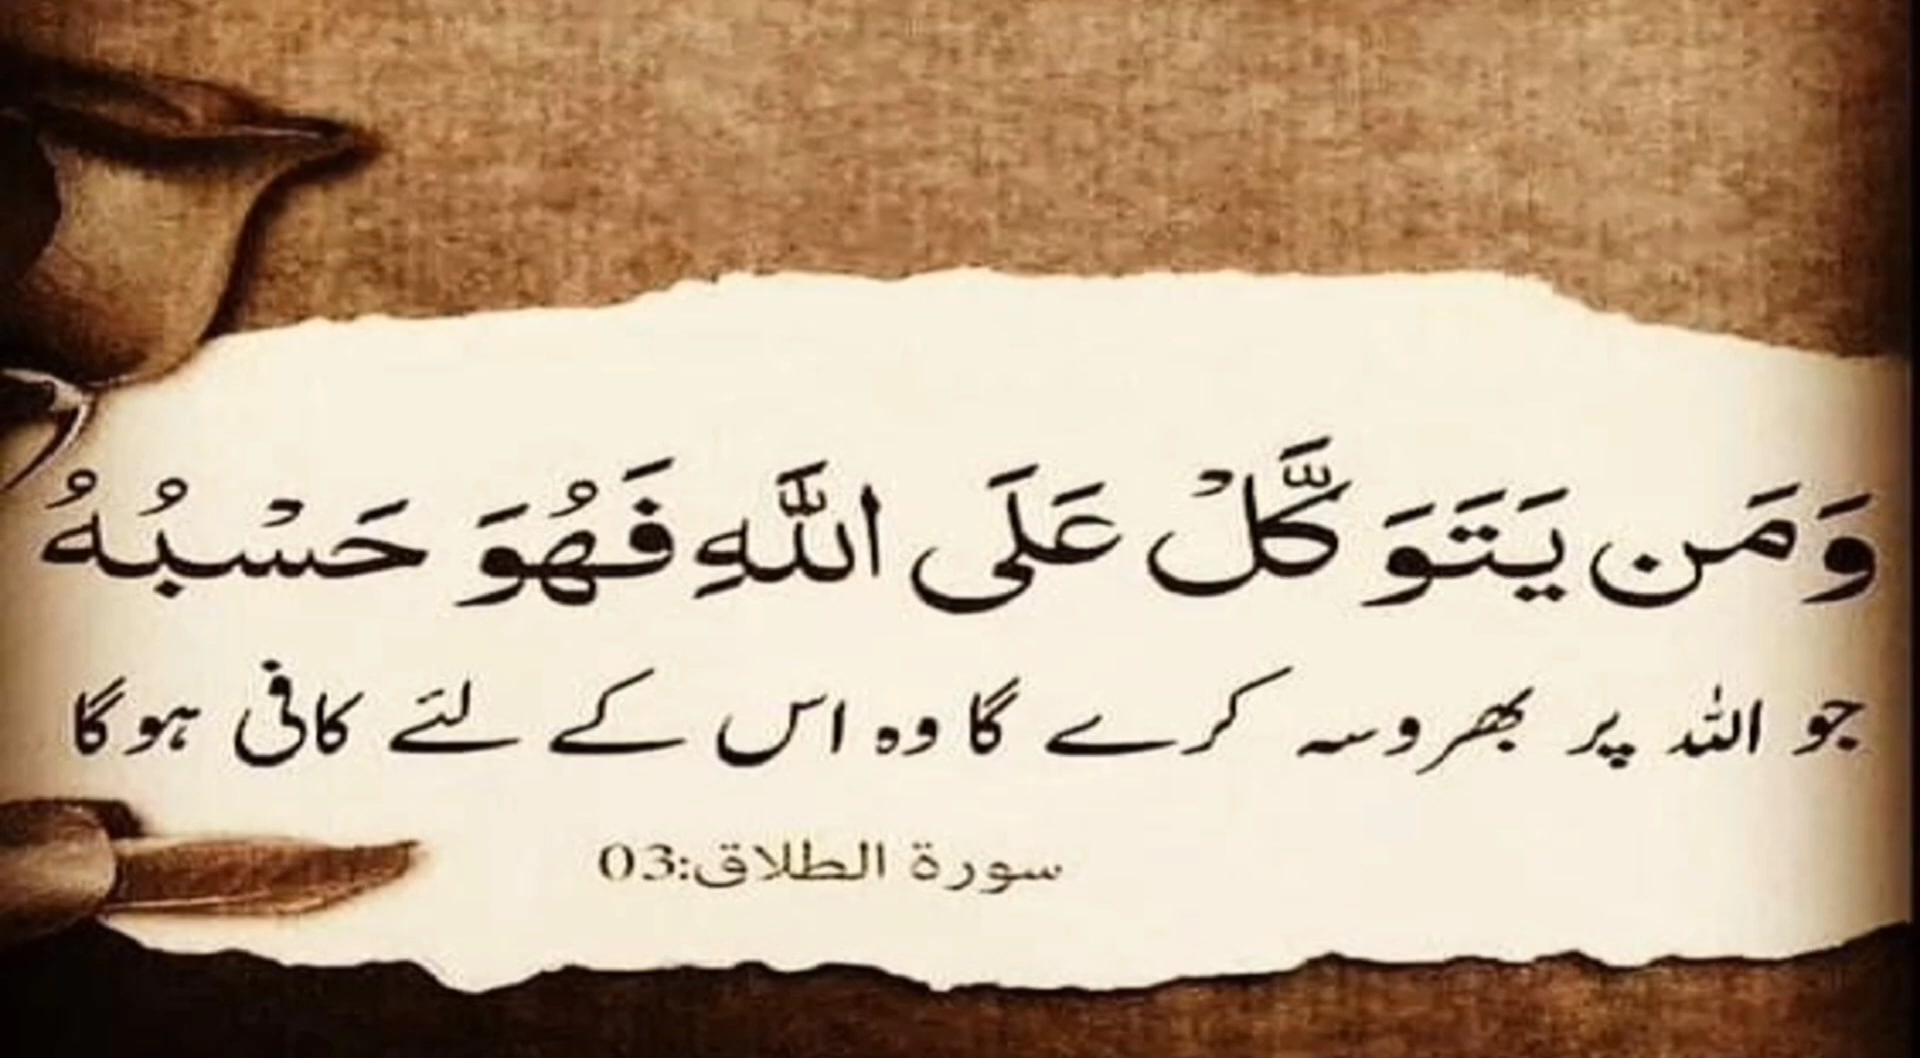 وَمَن يَتَوَكَّلْ عَلَى اللَّهِ فَهُوَ حَسْبُهُ
جو اللہ پر بھروسہ کرے گا وہ اس کے لئے کافی ہو گا
سورة الطلاق:03